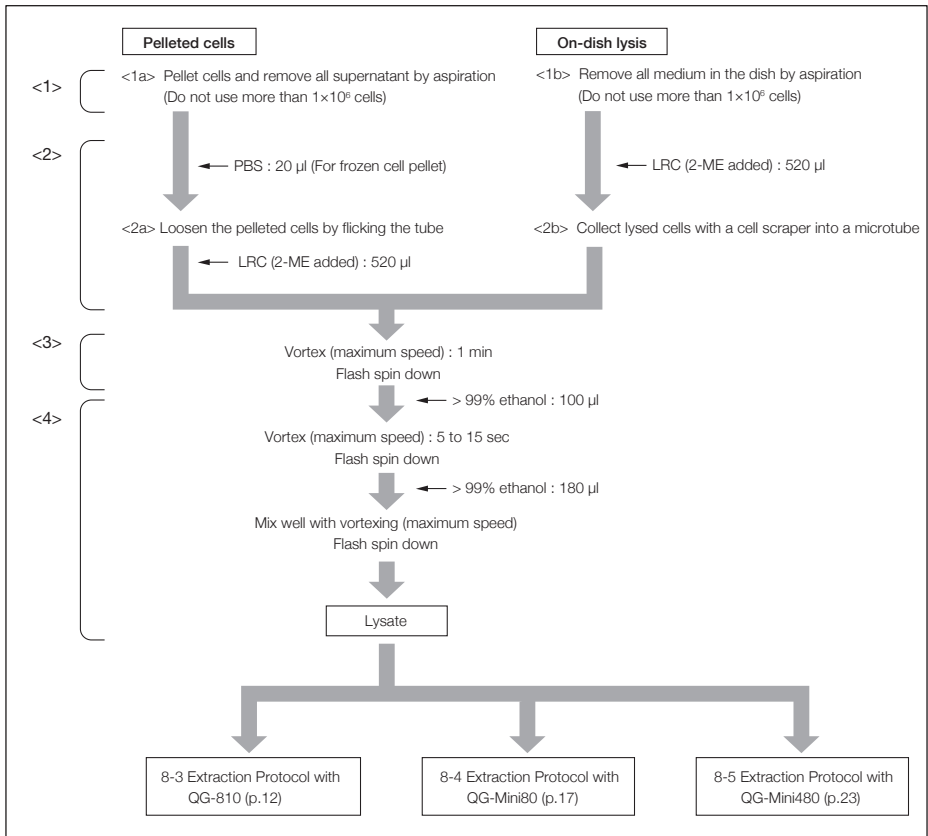 Pelleted cells
On-dish lysis
<1>
<1a> Pellet cells and remove all supernatant by aspiration
(Do not use more than 1×10⁶ cells)
<1b> Remove all medium in the dish by aspiration
(Do not use more than 1×10⁶ cells)
<2>
PBS : 20 µl (For frozen cell pellet)
LRC (2-ME added) : 520 µl
<2a> Loosen the pelleted cells by flicking the tube
<2b> Collect lysed cells with a cell scraper into a microtube
LRC (2-ME added) : 520 µl
<3>
Vortex (maximum speed) : 1 min
Flash spin down
<4>
> 99% ethanol : 100 µl
Vortex (maximum speed) : 5 to 15 sec
Flash spin down
> 99% ethanol : 180 µl
Mix well with vortexing (maximum speed)
Flash spin down
Lysate
8-3 Extraction Protocol with
QG-810 (p.12)
8-4 Extraction Protocol with
QG-Mini80 (p.17)
8-5 Extraction Protocol with
QG-Mini480 (p.23)